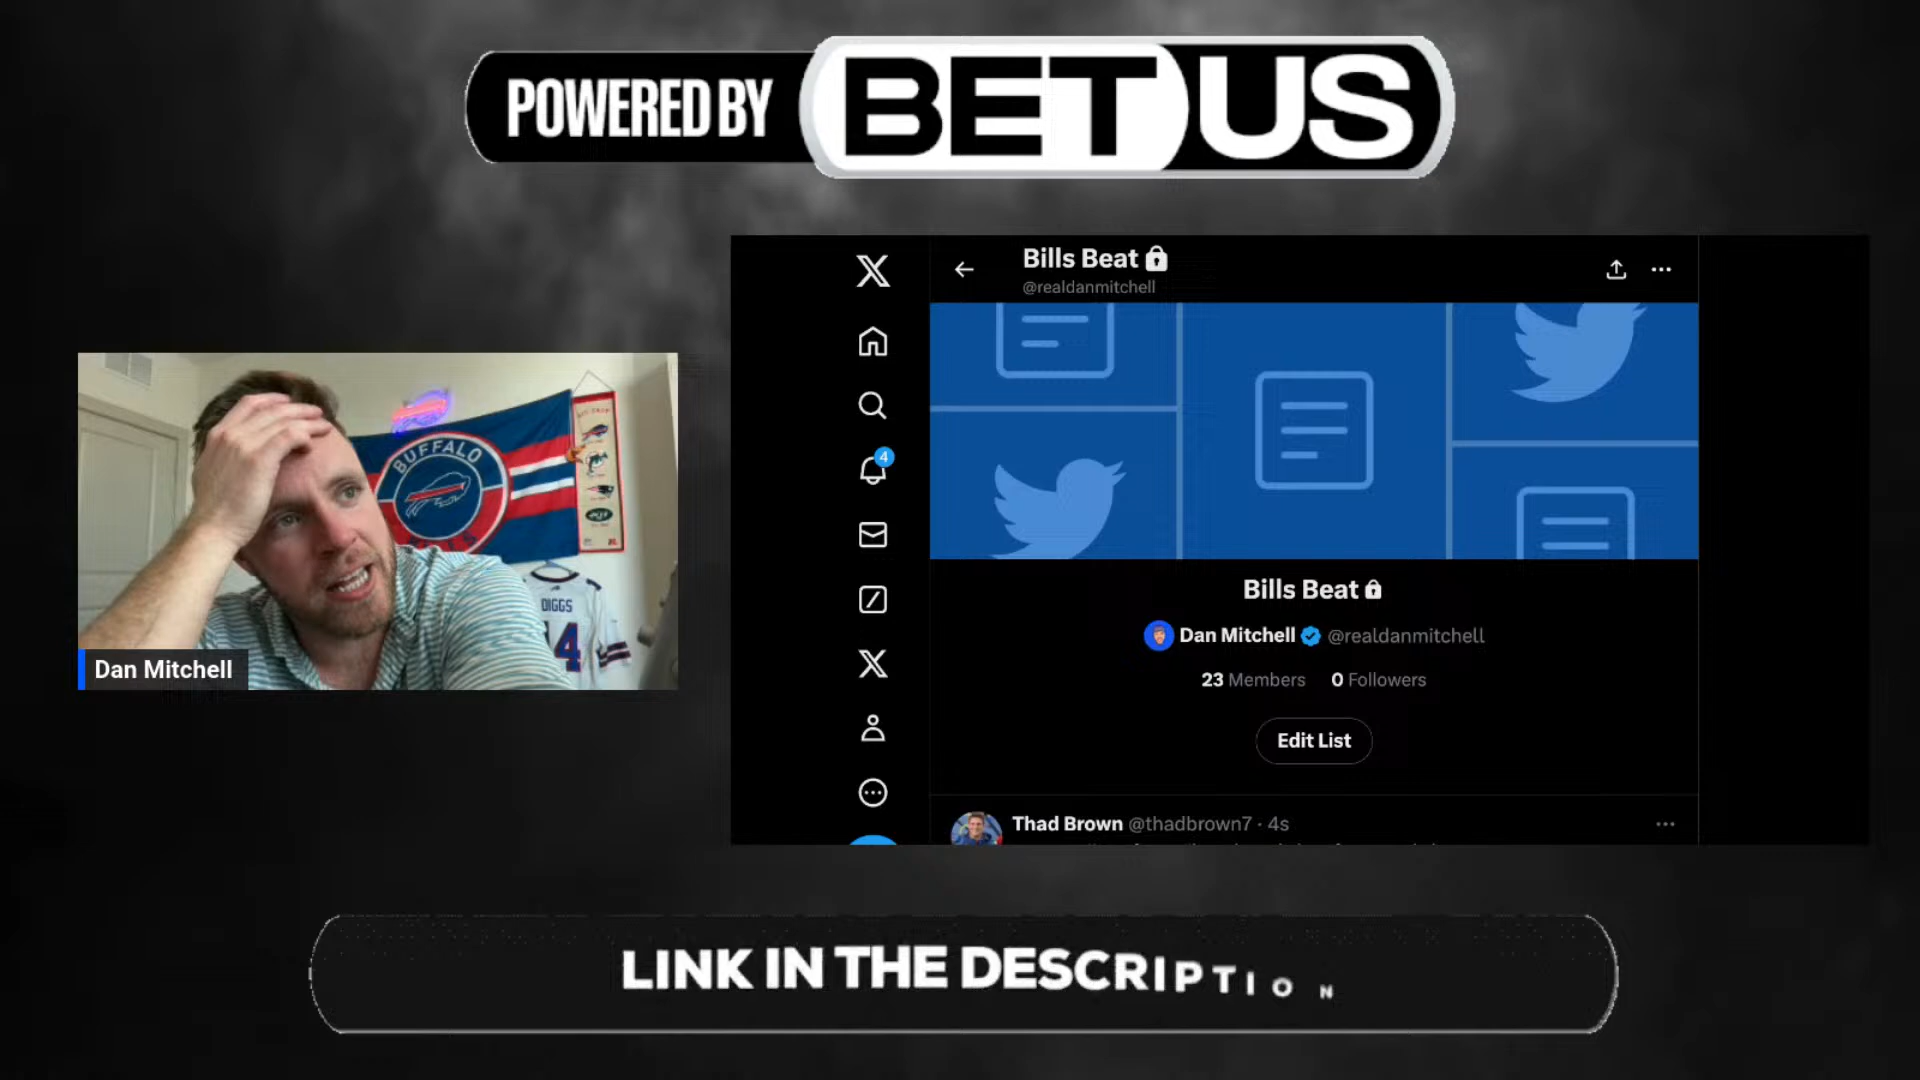 POWERED BY BETUS
Bills Beat
@realdanmitchell
4
BUFFALO
DIGGS
Dan Mitchell
Bills Beat
Dan Mitchell @realdanmitchell
23 Members 0 Followers
Edit List
Thad Brown @thadbrown7 · 4s
LINK IN THE DESCRIPTION